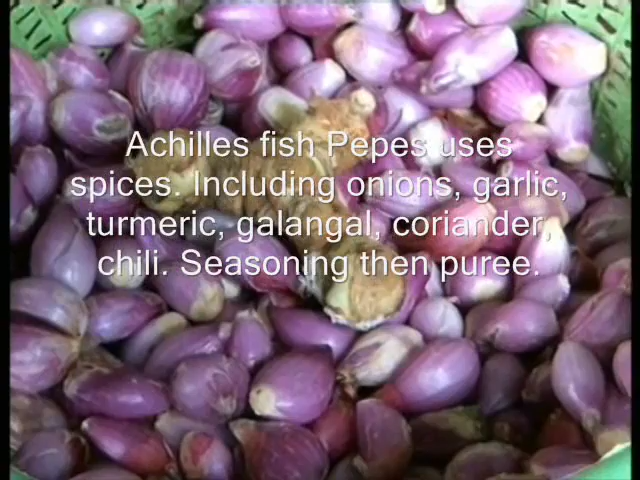 Achilles fish Pepes uses
spices. Including onions, garlic,
turmeric, galangal, coriander,
chili. Seasoning then puree.